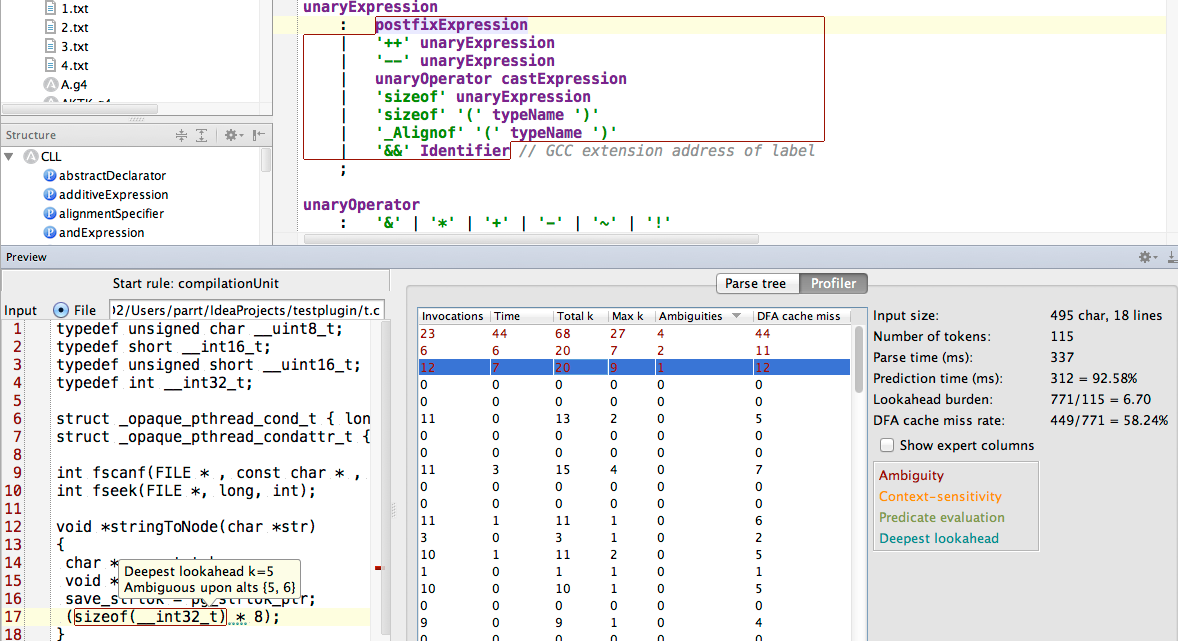 1.txt
2.txt
3.txt
4.txt
A.g4
Structure
CLL
abstractDeclarator
additiveExpression
alignmentSpecifier
andExpression
unaryExpression
: postfixExpression
| '++' unaryExpression
| '--' unaryExpression
| unaryOperator castExpression
| 'sizeof' unaryExpression
| 'sizeof' '(' typeName ')'
| '_Alignof' '(' typeName ')'
| '&&' Identifier // GCC extension address of label
;
unaryOperator
: '&' | '*' | '+' | '-' | '~' | '!'
Preview
Start rule: compilationUnit
Input File )2/Users/parrt/IdeaProjects/testplugin/t.c
1 typedef unsigned char __uint8_t;
2 typedef short __int16_t;
3 typedef unsigned short __uint16_t;
4 typedef int __int32_t;
5
6 struct _opaque_pthread_cond_t { lon
7 struct _opaque_pthread_condattr_t {
8
9 int fscanf(FILE * , const char * ,
10 int fseek(FILE *, long, int);
11
12 void *stringToNode(char *str)
13 {
14 char *
15 void *
16 save_strtok = pg_strtok_ptr;
17 (sizeof(__int32_t) * 8);
18 }
Deepest lookahead k=5
Ambiguous upon alts {5, 6}
Parse tree Profiler
Invocations Time Total k Max k Ambiguities DFA cache miss
23 44 68 27 4 44
6 6 20 7 2 11
12 7 20 9 1 12
0 0 0 0 0 0
0 0 0 0 0 0
11 0 13 2 0 5
0 0 0 0 0 0
0 0 0 0 0 0
11 3 15 4 0 7
0 0 0 0 0 0
0 0 0 0 0 0
11 1 11 1 0 6
3 0 3 1 0 2
10 1 11 2 0 5
1 0 1 1 0 1
10 0 10 1 0 5
0 0 0 0 0 0
9 0 9 1 0 4
0 0 0 0 0 0
Input size: 495 char, 18 lines
Number of tokens: 115
Parse time (ms): 337
Prediction time (ms): 312 = 92.58%
Lookahead burden: 771/115 = 6.70
DFA cache miss rate: 449/771 = 58.24%
Show expert columns
Ambiguity
Context-sensitivity
Predicate evaluation
Deepest lookahead